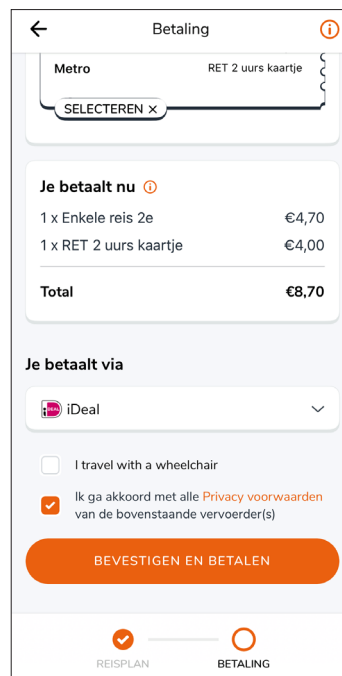 Betaling
Metro RET 2 uurs kaartje
SELECTEREN ×
Je betaalt nu
1 x Enkele reis 2e €4,70
1 x RET 2 uurs kaartje €4,00
Total €8,70
Je betaalt via
iDEAL iDeal
I travel with a wheelchair
Ik ga akkoord met alle Privacy voorwaarden
van de bovenstaande vervoerder(s)
BEVESTIGEN EN BETALEN
REISPLAN BETALING